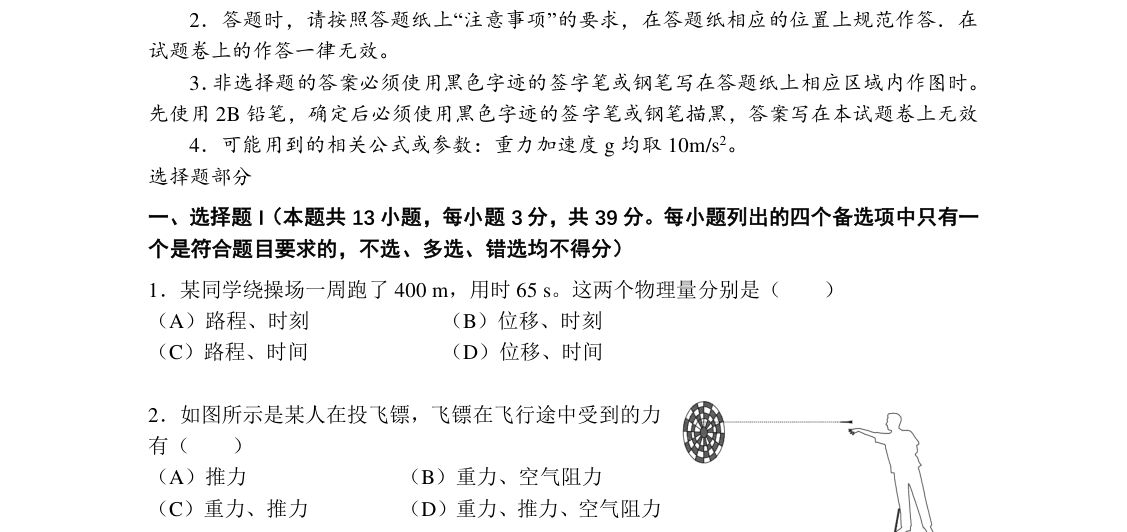 2．答题时，请按照答题纸上“注意事项”的要求，在答题纸相应的位置上规范作答．在
试题卷上的作答一律无效。
3.非选择题的答案必须使用黑色字迹的签字笔或钢笔写在答题纸上相应区域内作图时。
先使用 2B 铅笔，确定后必须使用黑色字迹的签字笔或钢笔描黑，答案写在本试题卷上无效
4．可能用到的相关公式或参数：重力加速度 g 均取 10m/s²。
选择题部分
一、选择题 I（本题共 13 小题，每小题 3 分，共 39 分。每小题列出的四个备选项中只有一
个是符合题目要求的，不选、多选、错选均不得分）
1．某同学绕操场一周跑了 400 m，用时 65 s。这两个物理量分别是（　　）
（A）路程、时刻　　（B）位移、时刻
（C）路程、时间　　（D）位移、时间
2．如图所示是某人在投飞镖，飞镖在飞行途中受到的力
有（　　）
（A）推力　　（B）重力、空气阻力
（C）重力、推力　　（D）重力、推力、空气阻力